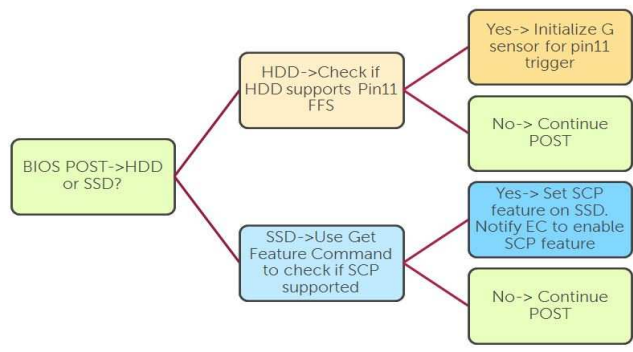 BIOS POST->HDD
or SSD?
HDD->Check if
HDD supports Pin11
FFS
Yes-> Initialize G
sensor for pin11
trigger
No-> Continue
POST
SSD->Use Get
Feature Command
to check if SCP
supported
Yes-> Set SCP
feature on SSD.
Notify EC to enable
SCP feature
No-> Continue
POST